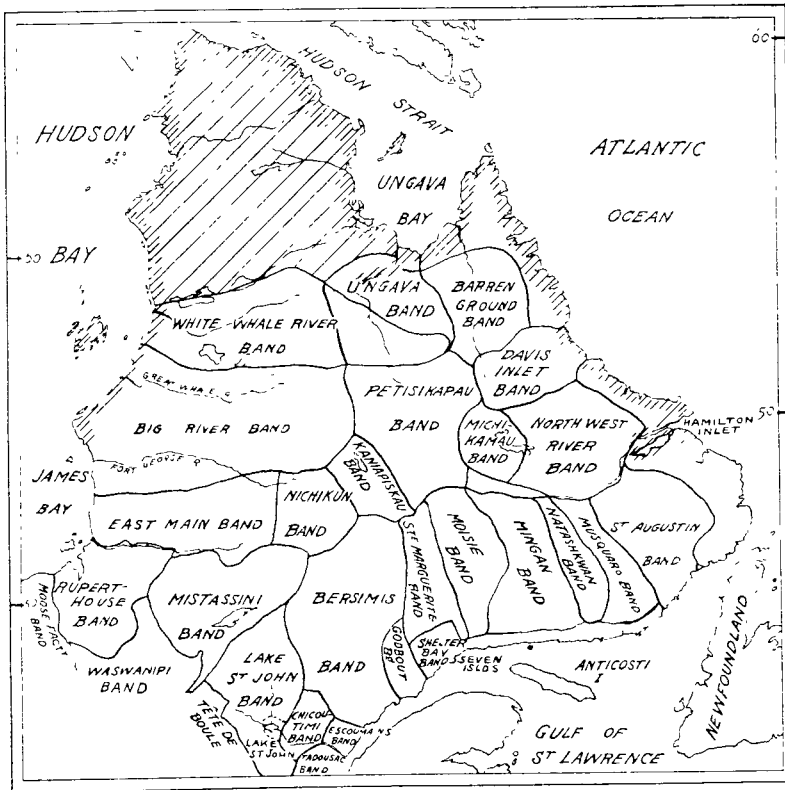 60
HUDSON
STRAIT
HUDSON
BAY
ATLANTIC
OCEAN
UNGAVA
BAY
UNGAVA
BAND
BARREN
GROUND
BAND
WHITE WHALE RIVER
BAND
DAVIS
INLET
BAND
GREAT WHALE R
PETISIKAPAU
BAND
50
BIG RIVER BAND
MICHI-
KAMAU
BAND
NORTH WEST
RIVER
BAND
HAMILTON
INLET
JAMES
BAY
FORT GEORGE R
KANIAPISKAU
BAND
NICHIKUN
BAND
EAST MAIN BAND
STE MARGUERITE
BAND
MOISIE
BAND
MINGAN
BAND
NATASHKWAN
BAND
MUSQUARO BAND
ST AUGUSTIN
BAND
MOOSE FACTY
BAND
RUPERT-
HOUSE
BAND
MISTASSINI
BAND
BERSIMIS
BAND
GODBOUT
BD
SHELTER
BAY
BAND
SEVEN
ISLDS
WASWANIPI
BAND
LAKE
ST JOHN
BAND
ANTICOSTI
I
NEWFOUNDLAND
TÊTE DE
BOULE
LAKE
ST JOHN
CHICOU-
TIMI
BAND
ESCOUMANS
BAND
TADOUSAC
BAND
GULF OF
ST LAWRENCE